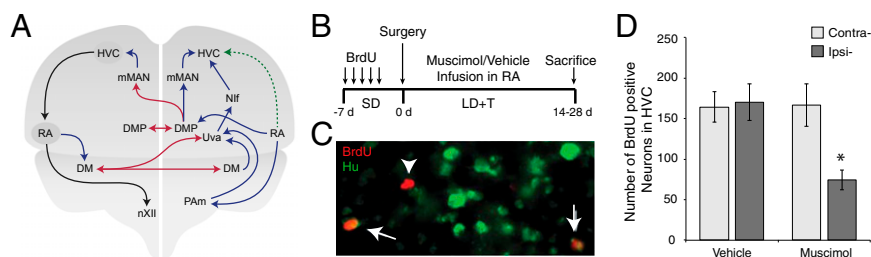 A
HVC
HVC
mMAN
mMAN
NIf
RA
DMP
DMP
RA
Uva
DM
DM
PAm
nXII
B
Surgery
BrdU
Muscimol/Vehicle
Infusion in RA
Sacrifice
SD
LD+T
-7 d
0 d
14-28 d
C
BrdU
Hu
D
Number of BrdU positive
Neurons in HVC
250
200
150
100
50
0
Contra-
Ipsi-
*
Vehicle
Muscimol